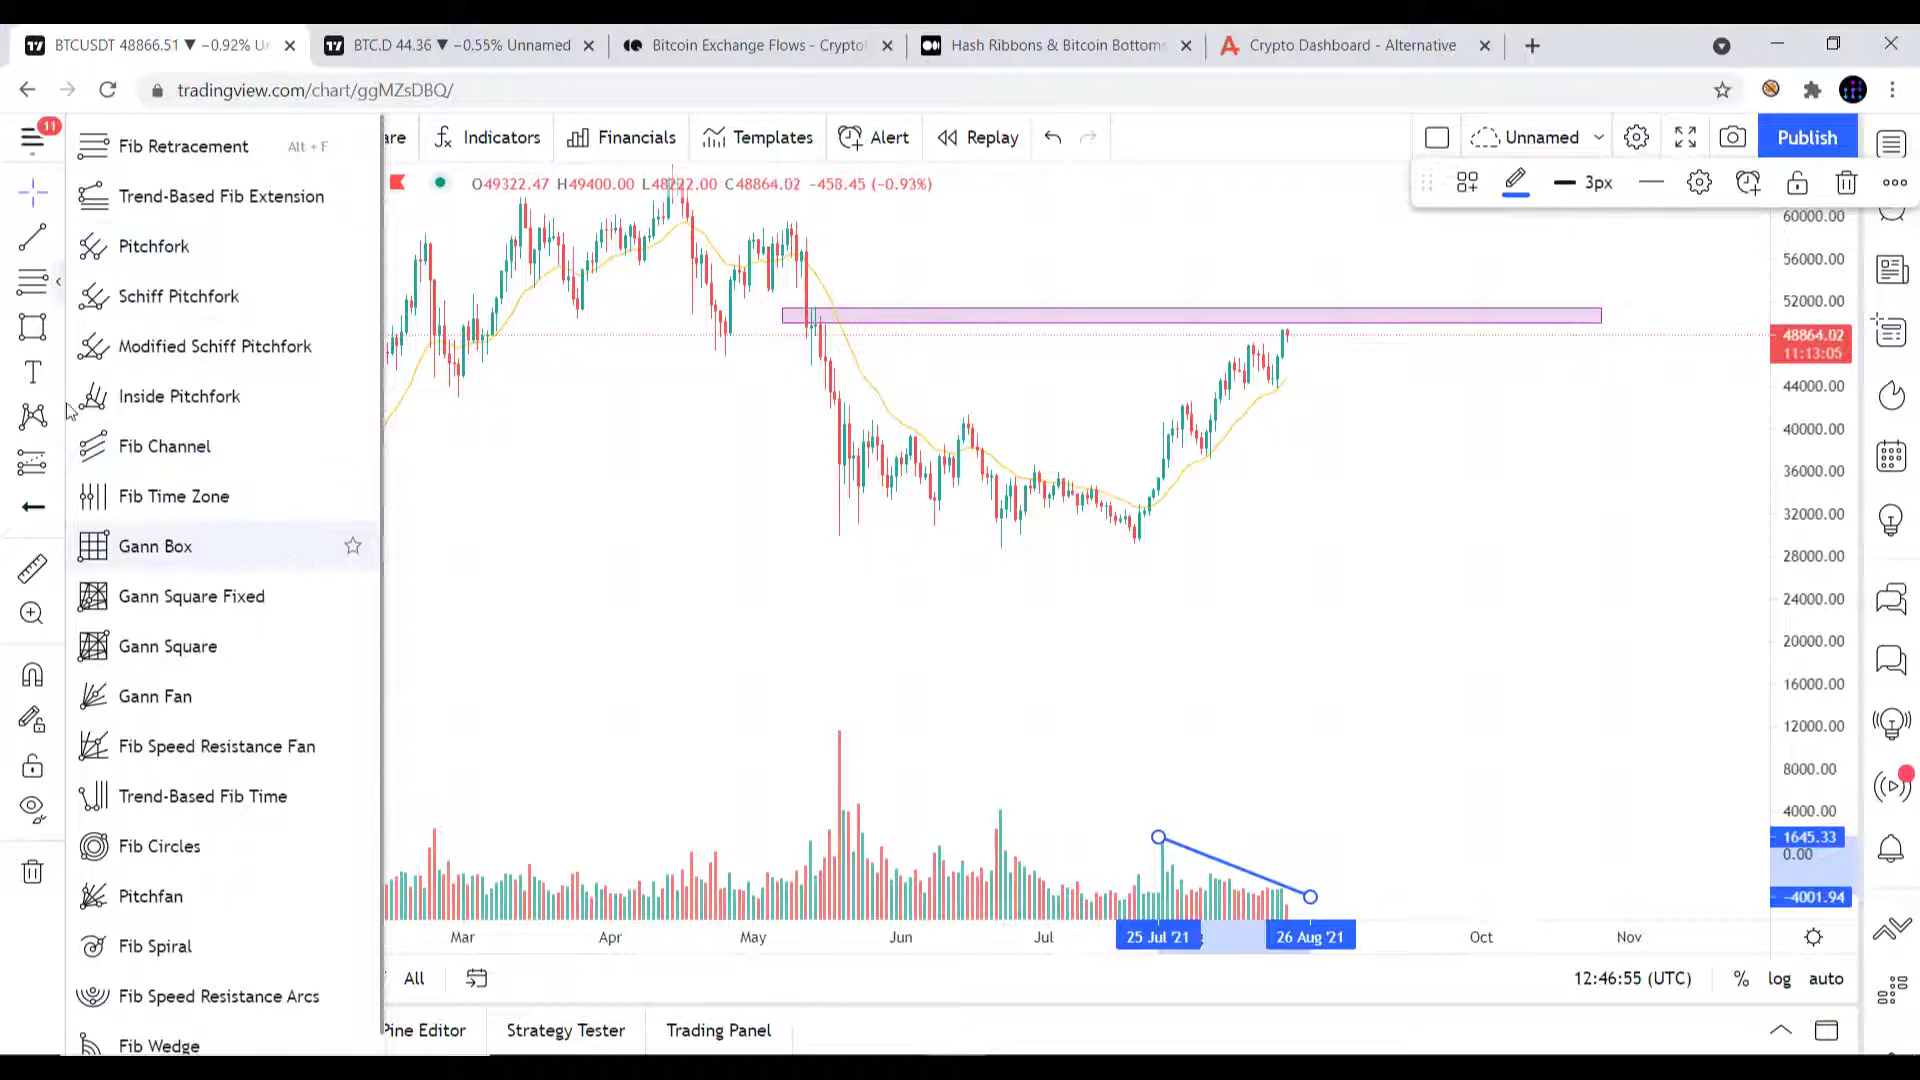 BTCUSDT 48866.51 ▼ −0.92% Un
BTC.D 44.36 ▼ −0.55% Unnamed
Bitcoin Exchange Flows - Crypto
Hash Ribbons & Bitcoin Bottoms
Crypto Dashboard - Alternative
tradingview.com/chart/ggMZsDBQ/
11
are
Indicators
Financials
Templates
Alert
Replay
Unnamed
Publish
3px
O49322.47 H49400.00 L48222.00 C48864.02 −458.45 (−0.93%)
Fib Retracement Alt + F
Trend-Based Fib Extension
Pitchfork
Schiff Pitchfork
Modified Schiff Pitchfork
Inside Pitchfork
Fib Channel
Fib Time Zone
Gann Box
Gann Square Fixed
Gann Square
Gann Fan
Fib Speed Resistance Fan
Trend-Based Fib Time
Fib Circles
Pitchfan
Fib Spiral
Fib Speed Resistance Arcs
Fib Wedge
60000.00
56000.00
52000.00
48864.02
11:13:05
44000.00
40000.00
36000.00
32000.00
28000.00
24000.00
20000.00
16000.00
12000.00
8000.00
4000.00
1645.33
0.00
−4001.94
Mar
Apr
May
Jun
Jul
25 Jul '21
26 Aug '21
Oct
Nov
All
12:46:55 (UTC)
%
log
auto
Pine Editor
Strategy Tester
Trading Panel